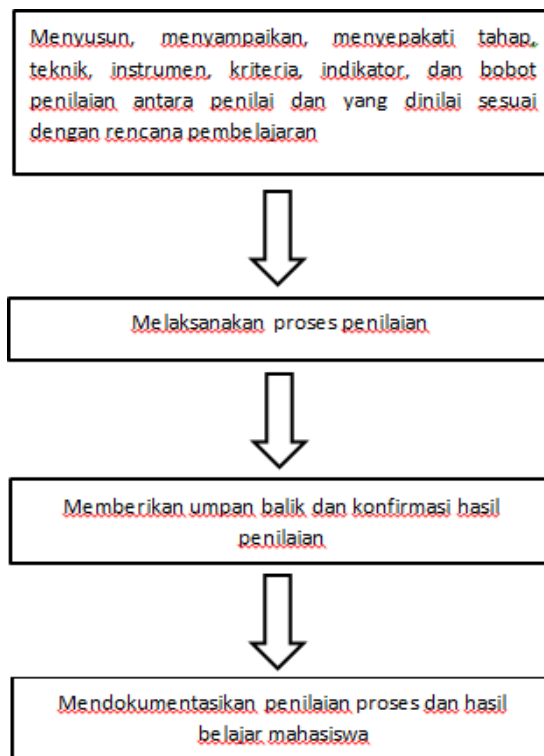 Menyusun, menyampaikan, menyepakati tahap,
teknik, instrumen, kriteria, indikator, dan bobot
penilaian antara penilai dan yang dinilai sesuai
dengan rencana pembelajaran
Melaksanakan proses penilaian
Memberikan umpan balik dan konfirmasi hasil
penilaian
Mendokumentasikan penilaian proses dan hasil
belajar mahasiswa